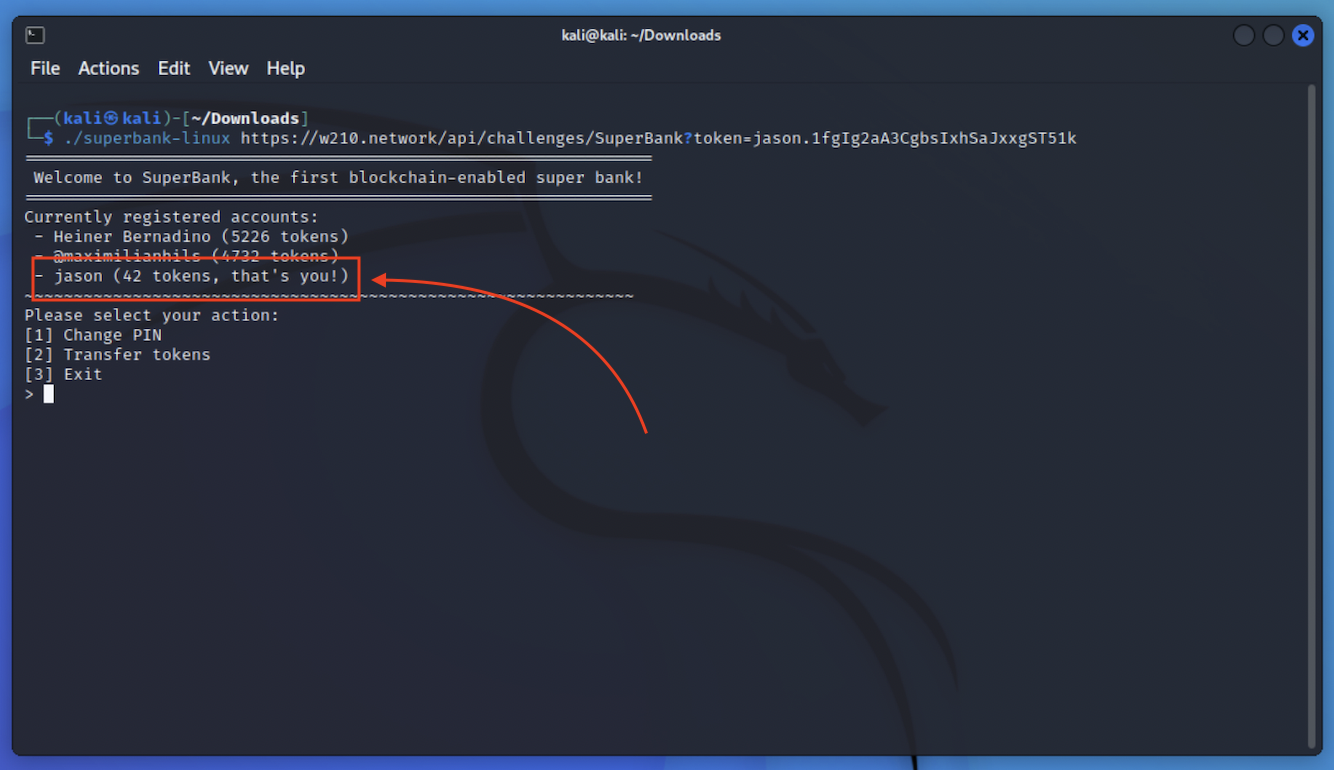 kali@kali: ~/Downloads
File Actions Edit View Help
┌──(kali㉿kali)-[~/Downloads]
└─$ ./superbank-linux https://w210.network/api/challenges/SuperBank?token=jason.1fgIg2aA3CgbsIxhSaJxxgST51k
Welcome to SuperBank, the first blockchain-enabled super bank!
Currently registered accounts:
- Heiner Bernadino (5226 tokens)
- @maximilianhils (4732 tokens)
- jason (42 tokens, that's you!)
~~~~~~~~~~~~~~~~~~~~~~~~~~~~~~~~~~~~~~~~~~~~~~~~~~~~~~~~~~~~~~
Please select your action:
[1] Change PIN
[2] Transfer tokens
[3] Exit
>